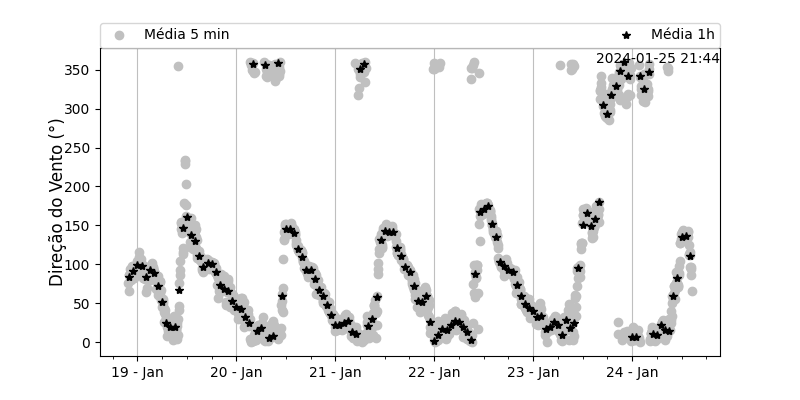 Média 5 min
Média 1h
2024-01-25 21:44
Direção do Vento (°)
350
300
250
200
150
100
50
0
19 - Jan
20 - Jan
21 - Jan
22 - Jan
23 - Jan
24 - Jan